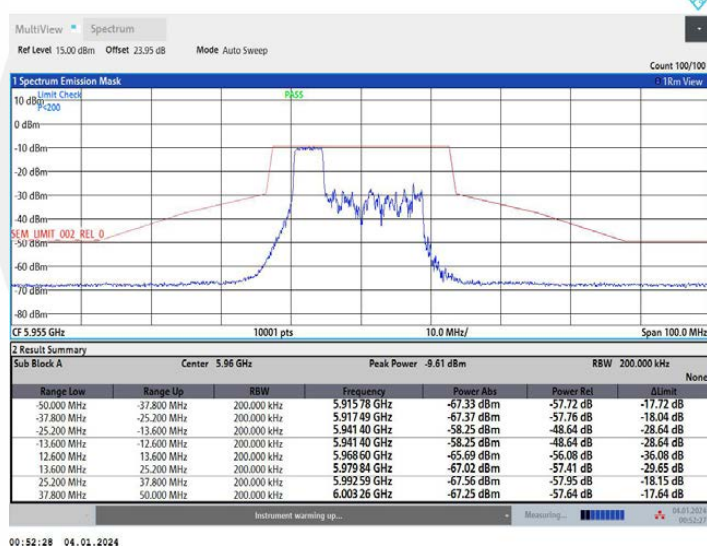 MultiView Spectrum
Ref Level 15.00 dBm Offset 23.95 dB Mode Auto Sweep
Count 100/100
1 Spectrum Emission Mask 1Rm View
Limit Check PASS
P<200
10 dBm
0 dBm
-10 dBm
-20 dBm
-30 dBm
-40 dBm
SEM_LIMIT_002_REL_0
-50 dBm
-60 dBm
-70 dBm
-80 dBm
CF 5.955 GHz 10001 pts 10.0 MHz/ Span 100.0 MHz
2 Result Summary
Sub Block A Center 5.96 GHz Peak Power -9.61 dBm RBW 200.000 kHz
None
Range Low Range Up RBW Frequency Power Abs Power Rel ΔLimit
-50.000 MHz -37.800 MHz 200.000 kHz 5.915 78 GHz -67.33 dBm -57.72 dB -17.72 dB
-37.800 MHz -25.200 MHz 200.000 kHz 5.917 49 GHz -67.37 dBm -57.76 dB -18.04 dB
-25.200 MHz -13.600 MHz 200.000 kHz 5.941 40 GHz -58.25 dBm -48.64 dB -28.64 dB
-13.600 MHz -12.600 MHz 200.000 kHz 5.941 40 GHz -58.25 dBm -48.64 dB -28.64 dB
12.600 MHz 13.600 MHz 200.000 kHz 5.968 60 GHz -65.69 dBm -56.08 dB -36.08 dB
13.600 MHz 25.200 MHz 200.000 kHz 5.979 84 GHz -67.02 dBm -57.41 dB -29.65 dB
25.200 MHz 37.800 MHz 200.000 kHz 5.992 59 GHz -67.56 dBm -57.95 dB -18.15 dB
37.800 MHz 50.000 MHz 200.000 kHz 6.003 26 GHz -67.25 dBm -57.64 dB -17.64 dB
Instrument warming up... Measuring... 04.01.2024
00:52:27
00:52:28 04.01.2024